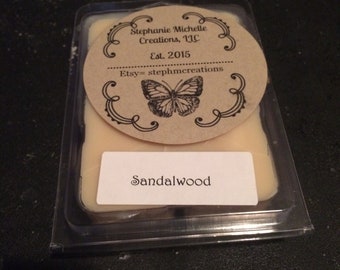 Stephanie Michelle
Creations, LLC
Est. 2015
Etsy= stephmcreations
Sandalwood